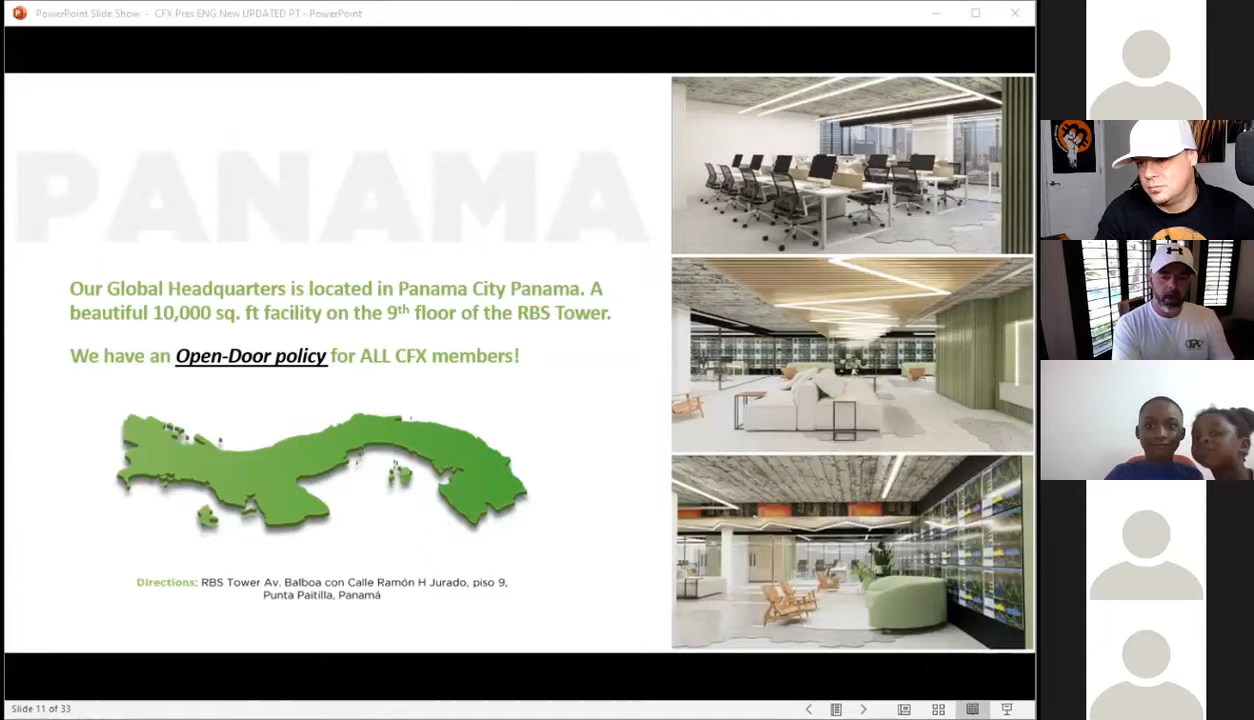 PowerPoint Slide Show - CFX Pres ENG New UPDATED PT - PowerPoint
PANAMA
Our Global Headquarters is located in Panama City Panama. A
beautiful 10,000 sq. ft facility on the 9th floor of the RBS Tower.
We have an Open-Door policy for ALL CFX members!
Directions: RBS Tower Av. Balboa con Calle Ramón H Jurado, piso 9,
Punta Paitilla, Panamá
Slide 11 of 33